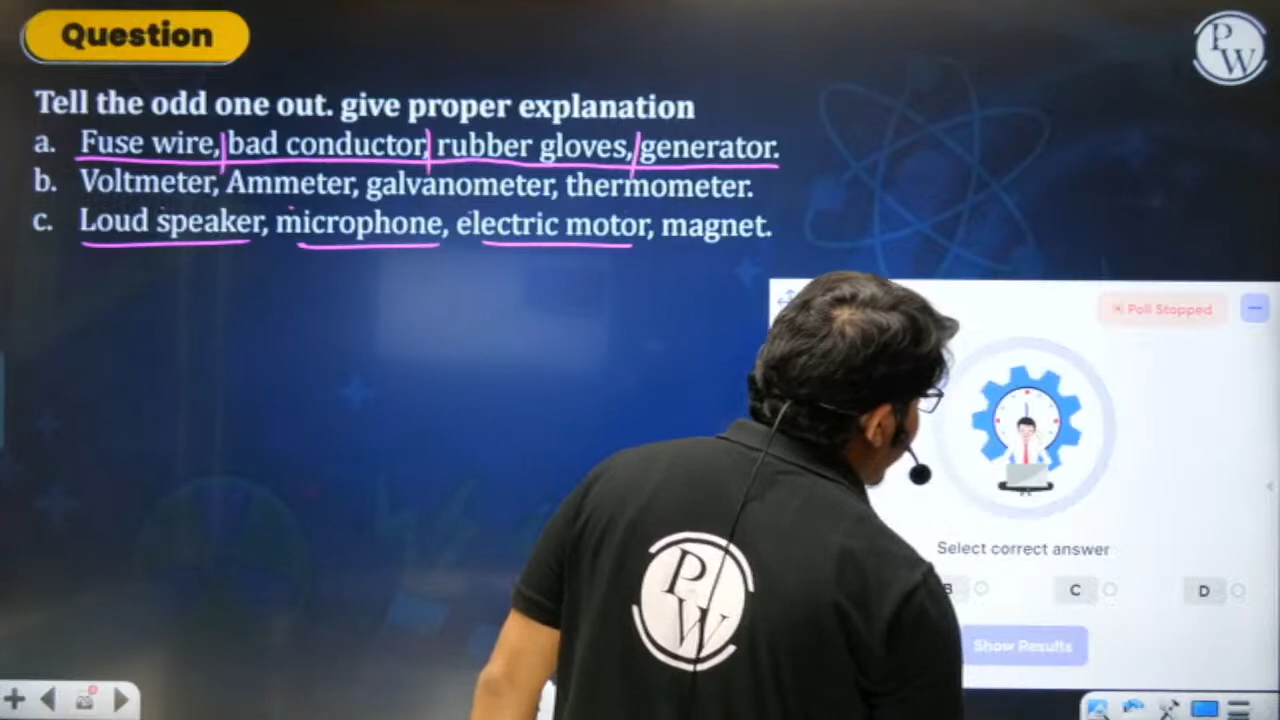 Question
PW
Tell the odd one out. give proper explanation
a. Fuse wire, bad conductor, rubber gloves, generator.
b. Voltmeter, Ammeter, galvanometer, thermometer.
c. Loud speaker, microphone, electric motor, magnet.
Poll Stopped
Select correct answer
B C D
Show Results
PW